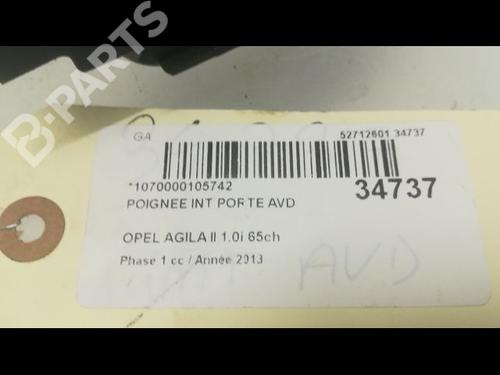 B-PARTS
GA
52712601 34737
*1070000105742
34737
POIGNEE INT PORTE AVD
OPEL AGILA II 1.0i 65ch
Phase 1 cc / Année 2013
AVD